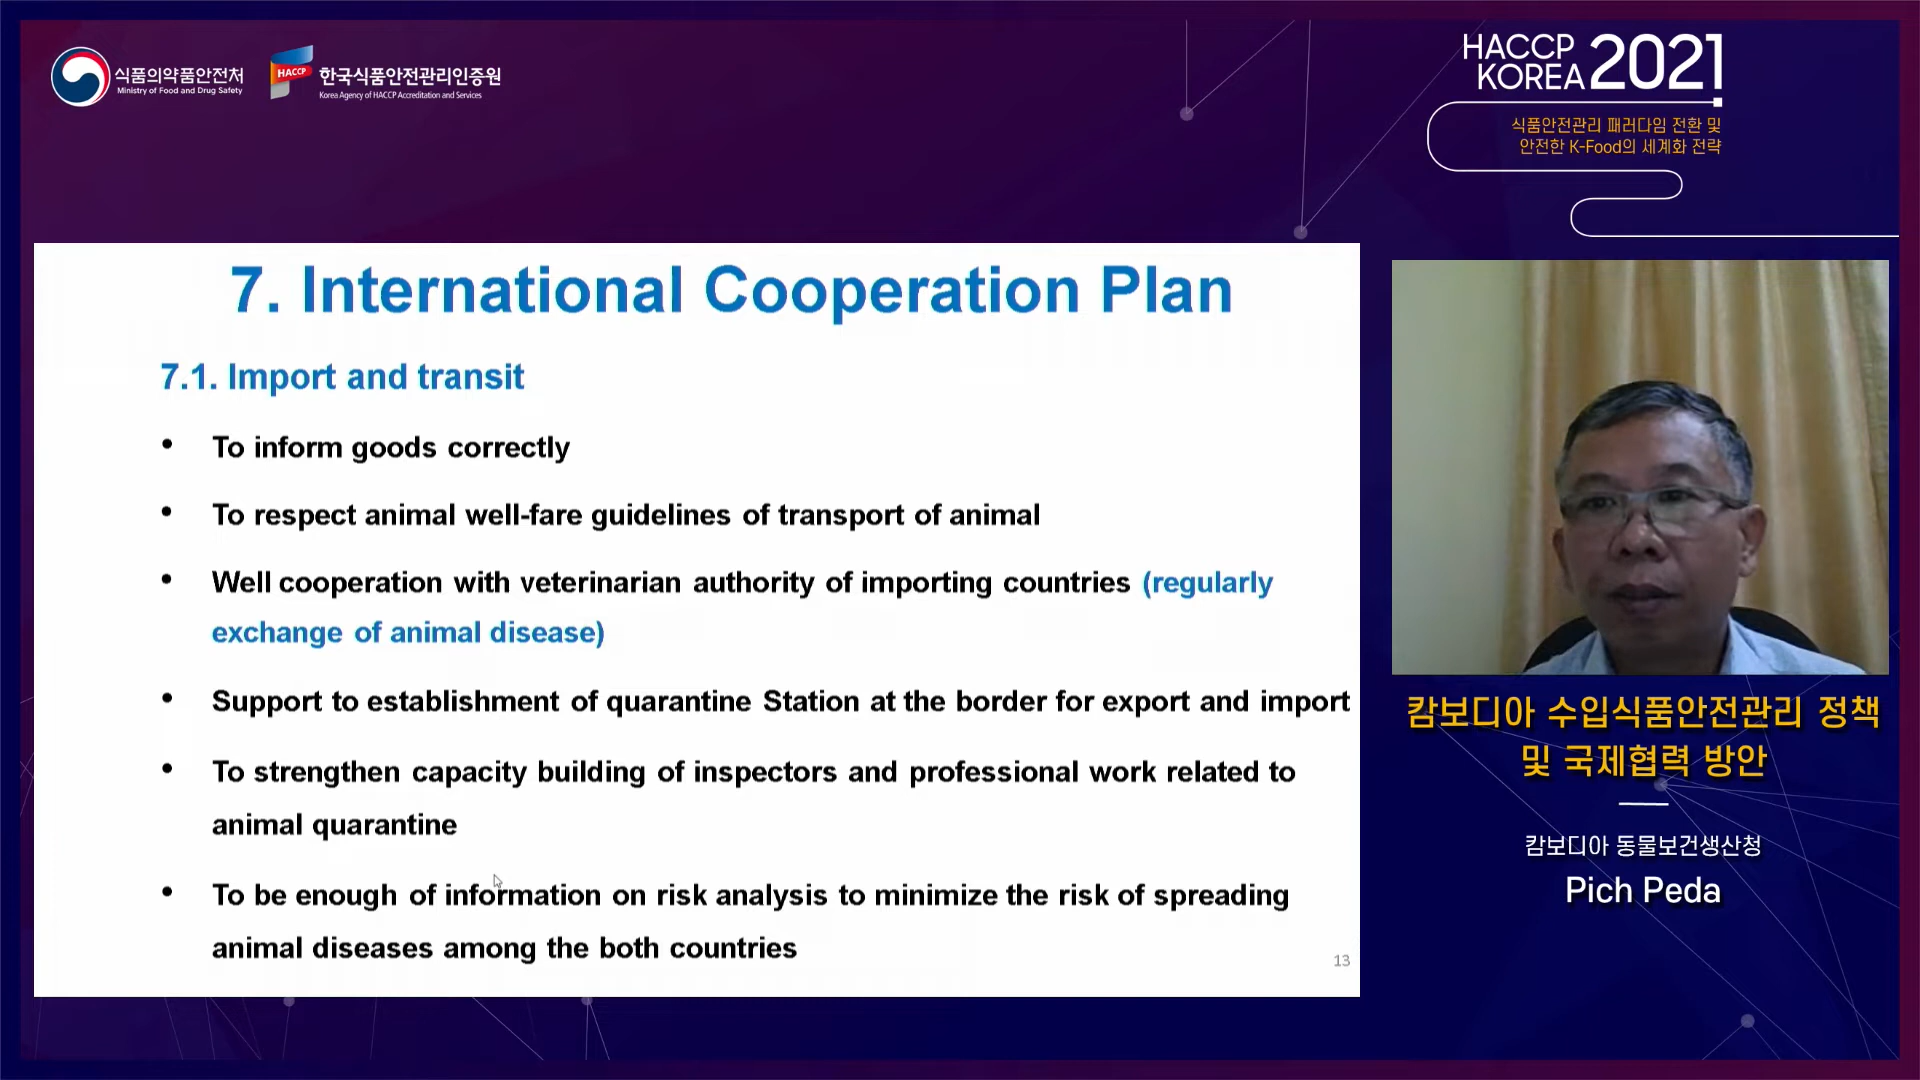 식품의약품안전처
Ministry of Food and Drug Safety
HACCP
한국식품안전관리인증원
Korea Agency of HACCP Accreditation and Services
HACCP
KOREA 2021
식품안전관리 패러다임 전환 및
안전한 K-Food의 세계화 전략
7. International Cooperation Plan
7.1. Import and transit
• To inform goods correctly
• To respect animal well-fare guidelines of transport of animal
• Well cooperation with veterinarian authority of importing countries (regularly
exchange of animal disease)
• Support to establishment of quarantine Station at the border for export and import
• To strengthen capacity building of inspectors and professional work related to
animal quarantine
• To be enough of information on risk analysis to minimize the risk of spreading
animal diseases among the both countries
13
캄보디아 수입식품안전관리 정책
및 국제협력 방안
캄보디아 동물보건생산청
Pich Peda